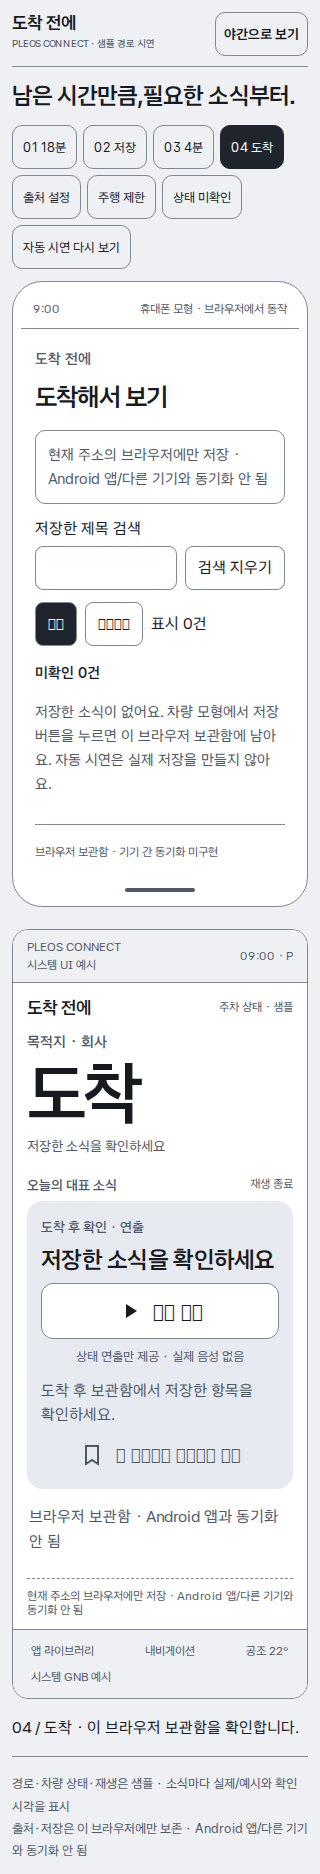 도착 전에
PLEOS CONNECT · 샘플 경로 시연
야간으로 보기
남은 시간만큼,필요한 소식부터.
01 18분
02 저장
03 4분
04 도착
출처 설정
주행 제한
상태 미확인
자동 시연 다시 보기
9:00
휴대폰 모형 · 브라우저에서 동작
도착 전에
도착해서 보기
현재 주소의 브라우저에만 저장 ·
Android 앱/다른 기기와 동기화 안 됨
저장한 제목 검색
검색 지우기
표시 0건
미확인 0건
저장한 소식이 없어요. 차량 모형에서 저장
버튼을 누르면 이 브라우저 보관함에 남아
요. 자동 시연은 실제 저장을 만들지 않아
요.
브라우저 보관함 · 기기 간 동기화 미구현
PLEOS CONNECT
시스템 UI 예시
09:00 · P
도착 전에
주차 상태 · 샘플
목적지 · 회사
도착
저장한 소식을 확인하세요
오늘의 대표 소식
재생 종료
도착 후 확인 · 연출
저장한 소식을 확인하세요
상태 연출만 제공 · 실제 음성 없음
도착 후 보관함에서 저장한 항목을
확인하세요.
브라우저 보관함 · Android 앱과 동기화
안 됨
현재 주소의 브라우저에만 저장 · Android 앱/다른 기기와
동기화 안 됨
앱 라이브러리
내비게이션
공조 22°
시스템 GNB 예시
04 / 도착 · 이 브라우저 보관함을 확인합니다.
경로·차량 상태·재생은 샘플 · 소식마다 실제/예시와 확인
시각을 표시
출처·저장은 이 브라우저에만 보존 · Android 앱/다른 기기
와 동기화 안 됨